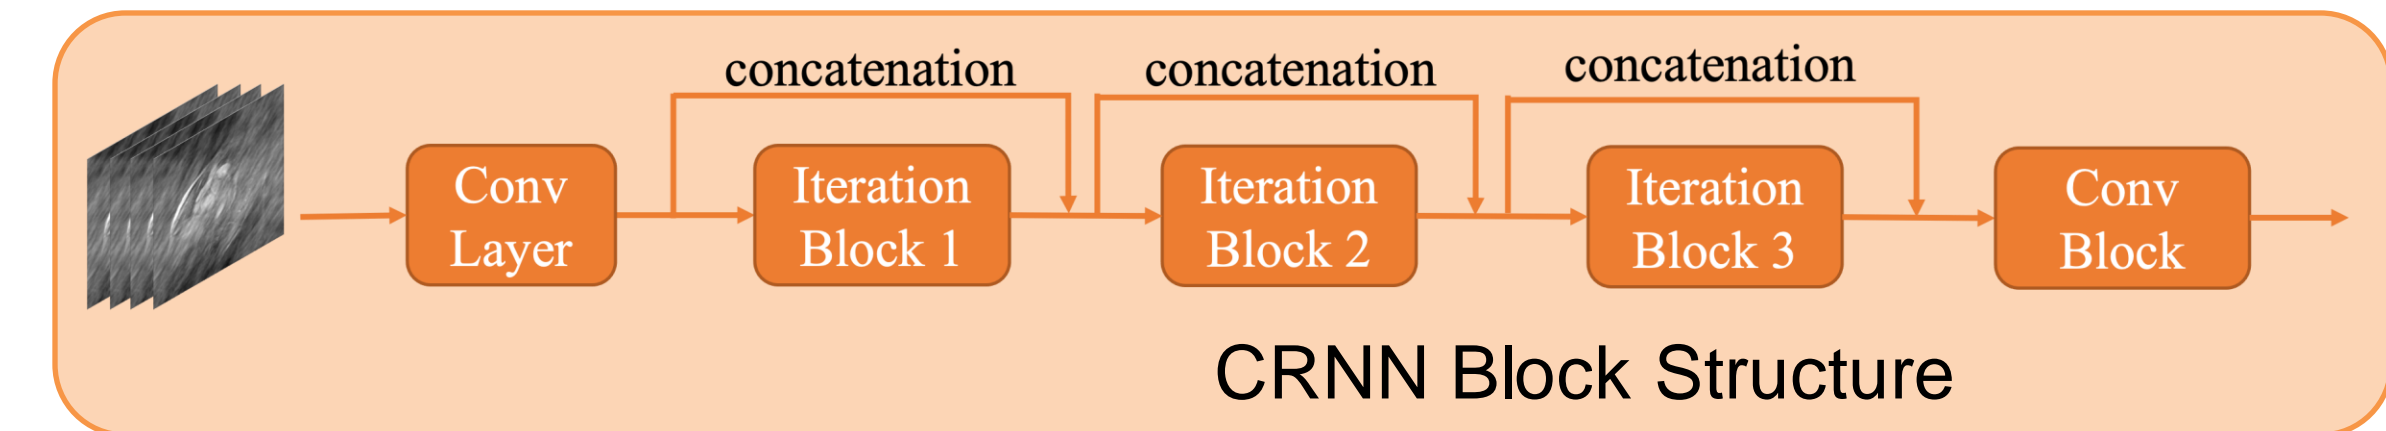 concatenation
concatenation
concatenation
Conv
Layer
Iteration
Block 1
Iteration
Block 2
Iteration
Block 3
Conv
Block
CRNN Block Structure